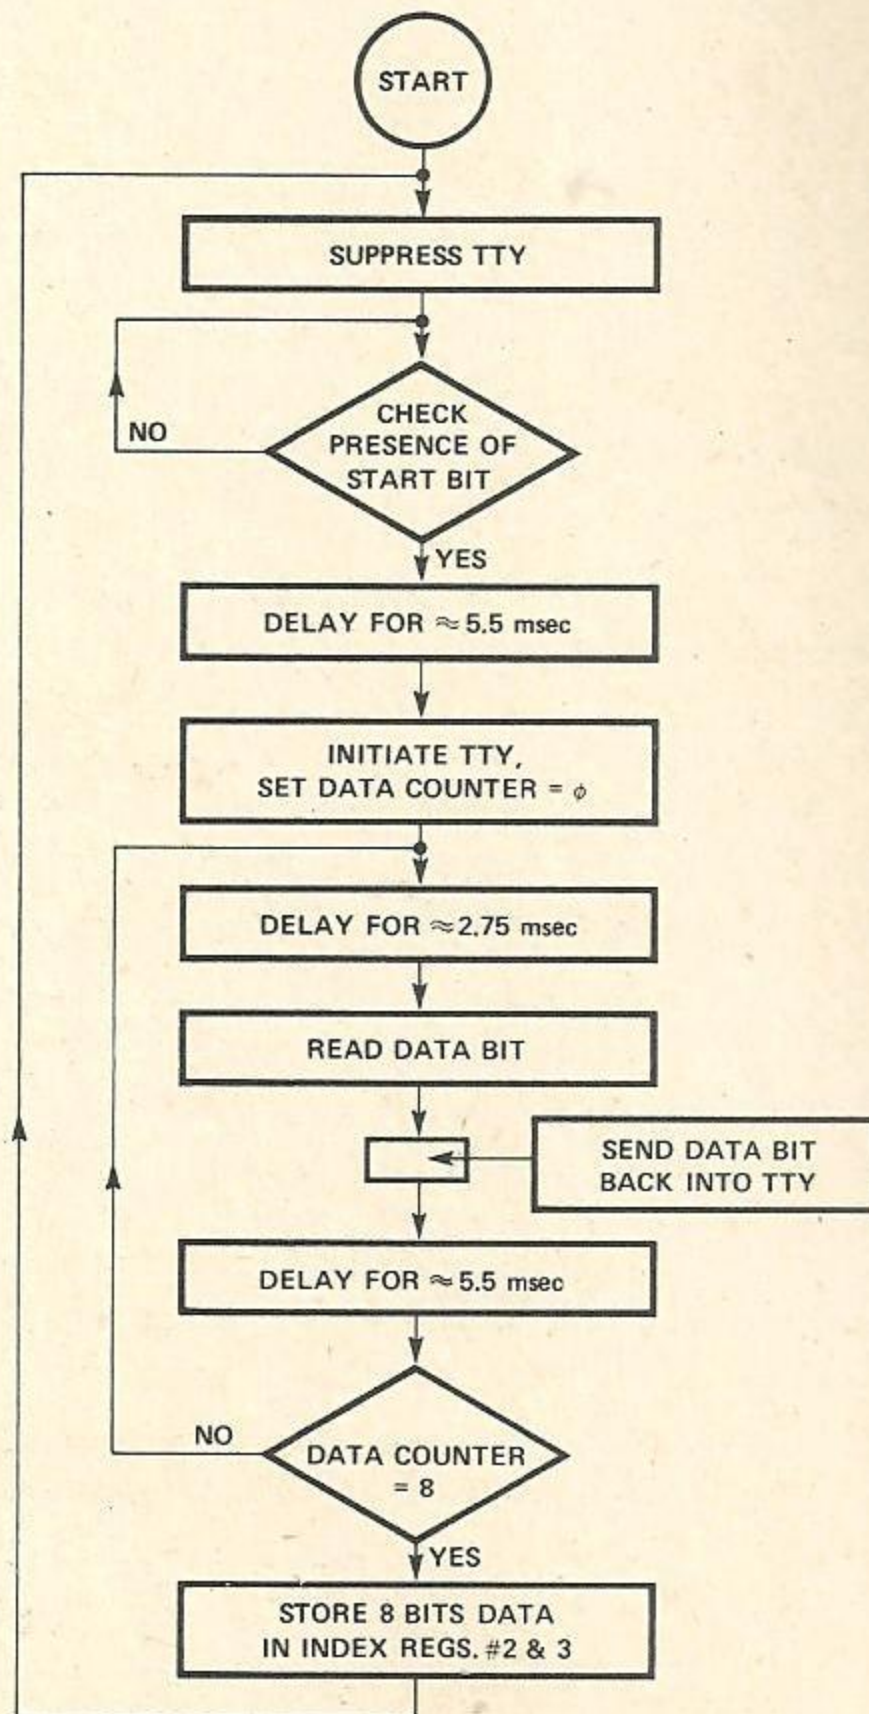 START
SUPPRESS TTY
CHECK
PRESENCE OF
START BIT
NO
YES
DELAY FOR ≈ 5.5 msec
INITIATE TTY,
SET DATA COUNTER = ϕ
DELAY FOR ≈ 2.75 msec
READ DATA BIT
SEND DATA BIT
BACK INTO TTY
DELAY FOR ≈ 5.5 msec
NO
DATA COUNTER
= 8
YES
STORE 8 BITS DATA
IN INDEX REGS. #2 & 3